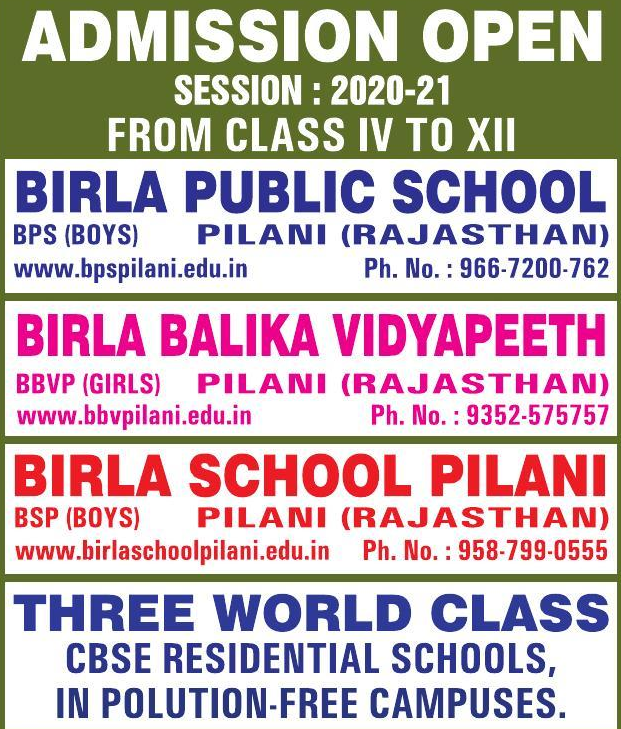 ADMISSION OPEN
SESSION : 2020-21
FROM CLASS IV TO XII
BIRLA PUBLIC SCHOOL
BPS (BOYS) PILANI (RAJASTHAN)
www.bpspilani.edu.in Ph. No. : 966-7200-762
BIRLA BALIKA VIDYAPEETH
BBVP (GIRLS) PILANI (RAJASTHAN)
www.bbvpilani.edu.in Ph. No. : 9352-575757
BIRLA SCHOOL PILANI
BSP (BOYS) PILANI (RAJASTHAN)
www.birlaschoolpilani.edu.in Ph. No. : 958-799-0555
THREE WORLD CLASS
CBSE RESIDENTIAL SCHOOLS,
IN POLUTION-FREE CAMPUSES.